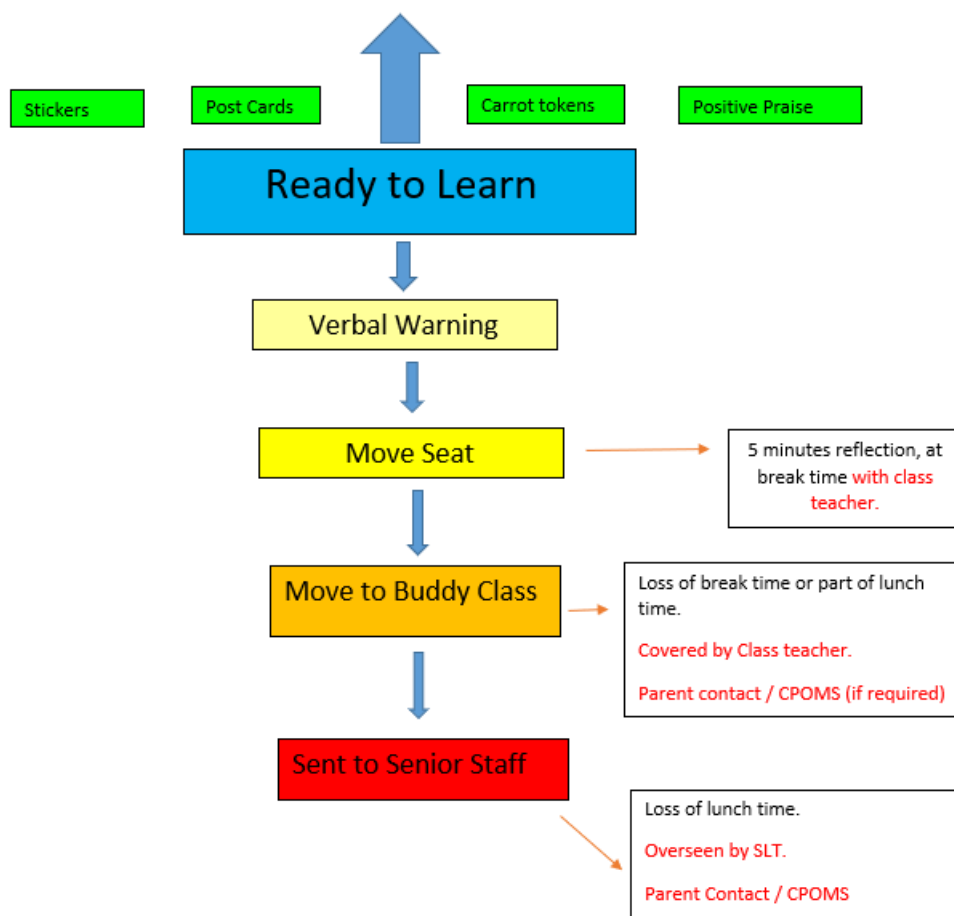 Stickers
Post Cards
Carrot tokens
Positive Praise
Ready to Learn
Verbal Warning
Move Seat
5 minutes reflection, at
break time with class
teacher.
Move to Buddy Class
Loss of break time or part of lunch
time.
Covered by Class teacher.
Parent contact / CPOMS (if required)
Sent to Senior Staff
Loss of lunch time.
Overseen by SLT.
Parent Contact / CPOMS